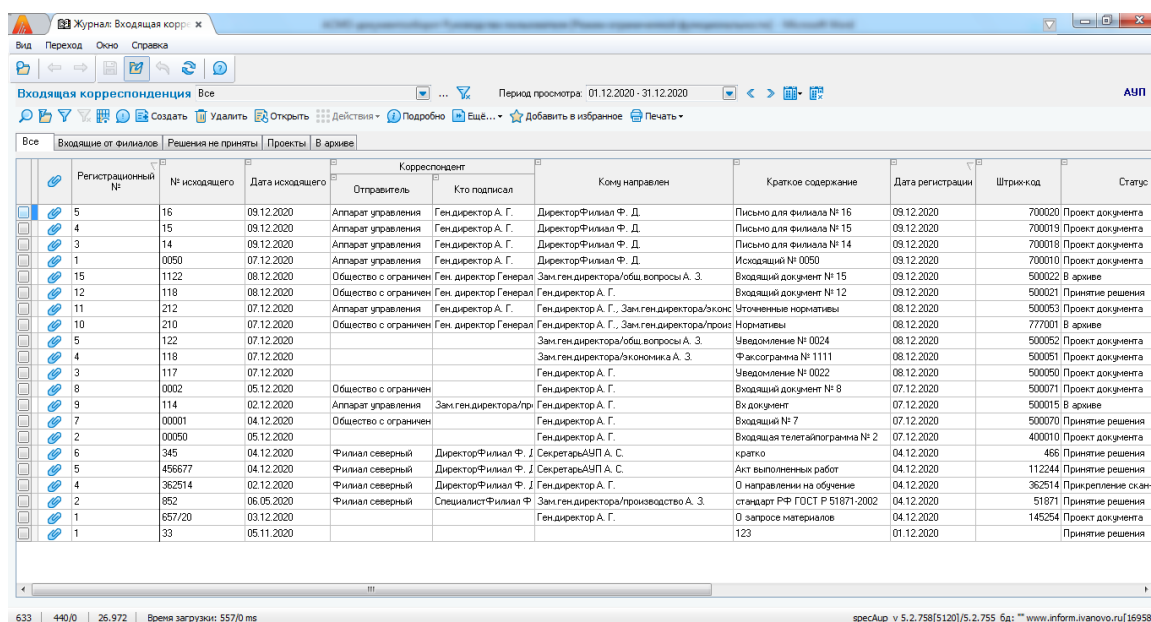 Журнал: Входящая корре ×
Вид Переход Окно Справка
Входящая корреспонденция Все ... Период просмотра: 01.12.2020 - 31.12.2020 АУП
Создать Удалить Открыть Действия Подробно Ещё... Добавить в избранное Печать
Все Входящие от филиалов Решения не приняты Проекты В архиве
Корреспондент
Регистрационный № № исходящего Дата исходящего Отправитель Кто подписал Кому направлен Краткое содержание Дата регистрации Штрих-код Статус
5 16 09.12.2020 Аппарат управления Ген.директор А. Г. ДиректорФилиал Ф. Д. Письмо для филиала № 16 09.12.2020 700020 Проект документа
4 15 09.12.2020 Аппарат управления Ген.директор А. Г. ДиректорФилиал Ф. Д. Письмо для филиала № 15 09.12.2020 700019 Проект документа
3 14 09.12.2020 Аппарат управления Ген.директор А. Г. ДиректорФилиал Ф. Д. Письмо для филиала № 14 09.12.2020 700018 Проект документа
1 0050 07.12.2020 Аппарат управления Ген.директор А. Г. ДиректорФилиал Ф. Д. Исходящий № 0050 09.12.2020 700010 Проект документа
15 1122 08.12.2020 Общество с ограничен Ген. директор Генерал Зам.ген.директора/общ.вопросы А. З. Входящий документ № 15 09.12.2020 500022 В архиве
12 118 08.12.2020 Общество с ограничен Ген. директор Генерал Ген.директор А. Г. Входящий документ № 12 09.12.2020 500021 Принятие решения
11 212 07.12.2020 Аппарат управления Ген.директор А. Г. Ген.директор А. Г., Зам.ген.директора/эконс Уточненные нормативы 08.12.2020 500053 Проект документа
10 210 07.12.2020 Общество с ограничен Ген. директор Генерал Ген.директор А. Г., Зам.ген.директора/произ Нормативы 08.12.2020 777001 В архиве
5 122 07.12.2020 Зам.ген.директора/общ.вопросы А. З. Уведомление № 0024 08.12.2020 500052 Проект документа
4 118 07.12.2020 Зам.ген.директора/экономика А. З. Факсограмма № 1111 08.12.2020 500051 Проект документа
3 117 07.12.2020 Ген.директор А. Г. Уведомление № 0022 08.12.2020 500050 Проект документа
8 0002 05.12.2020 Общество с ограничен Ген.директор А. Г. Входящий документ № 8 07.12.2020 500071 Проект документа
9 114 02.12.2020 Аппарат управления Зам.ген.директора/про Ген.директор А. Г. Вх документ 07.12.2020 500015 В архиве
7 00001 04.12.2020 Общество с ограничен Ген.директор А. Г. Входящий № 7 07.12.2020 500070 Принятие решения
2 00050 05.12.2020 Ген.директор А. Г. Входящая телетайпограмма № 2 07.12.2020 400010 Проект документа
6 345 04.12.2020 Филиал северный ДиректорФилиал Ф. Д СекретарьАУП А. С. кратко 04.12.2020 466 Принятие решения
5 456677 04.12.2020 Филиал северный ДиректорФилиал Ф. Д СекретарьАУП А. С. Акт выполненных работ 04.12.2020 112244 Принятие решения
4 362514 02.12.2020 Филиал северный ДиректорФилиал Ф. Д Ген.директор А. Г. О направлении на обучение 04.12.2020 362514 Прикрепление скан-
2 852 06.05.2020 Филиал северный СпециалистФилиал Ф Зам.ген.директора/производство А. З. стандарт РФ ГОСТ Р 51871-2002 04.12.2020 51871 Принятие решения
1 657/20 03.12.2020 Ген.директор А. Г. О запросе материалов 04.12.2020 145254 Проект документа
1 33 05.11.2020 123 01.12.2020 Принятие решения
633 440/0 26.972 Время загрузки: 557/0 ms specAup v 5.2.758[5120]/5.2.755 бд: "" www.inform.ivanovo.ru[16958